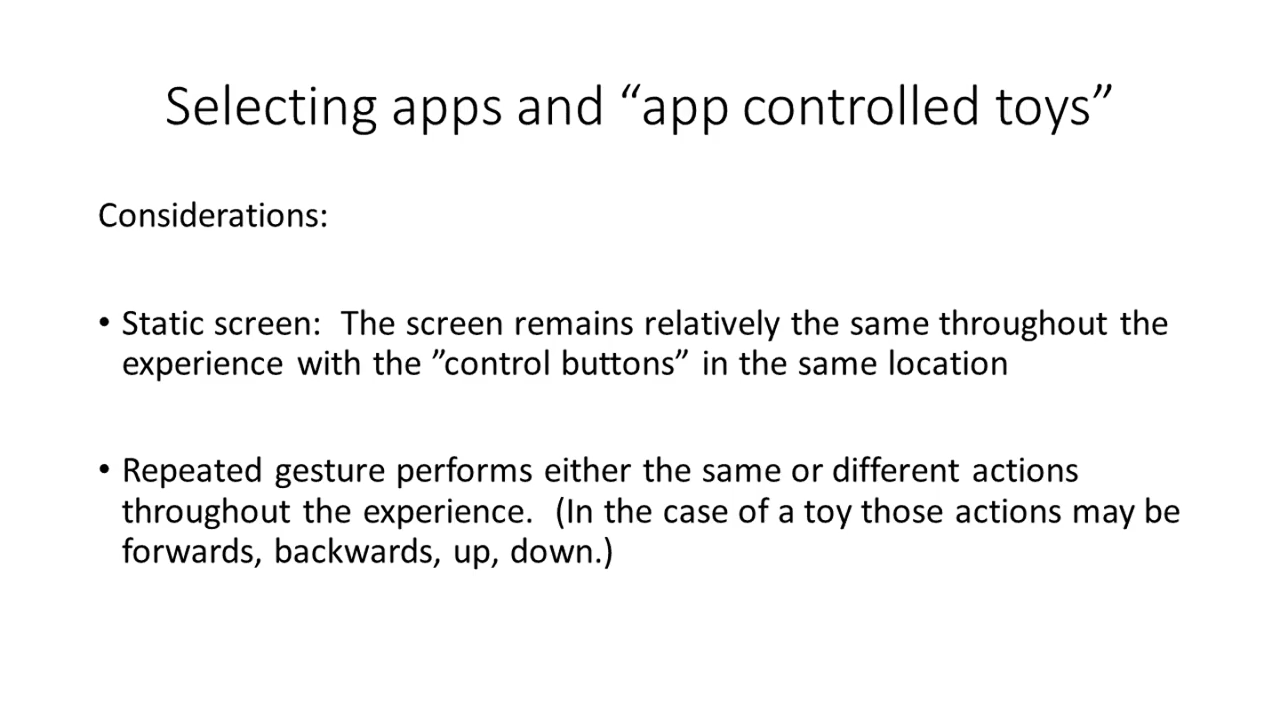 Selecting apps and “app controlled toys”
Considerations:
• Static screen:  The screen remains relatively the same throughout the
experience with the ”control buttons” in the same location
• Repeated gesture performs either the same or different actions
throughout the experience.  (In the case of a toy those actions may be
forwards, backwards, up, down.)